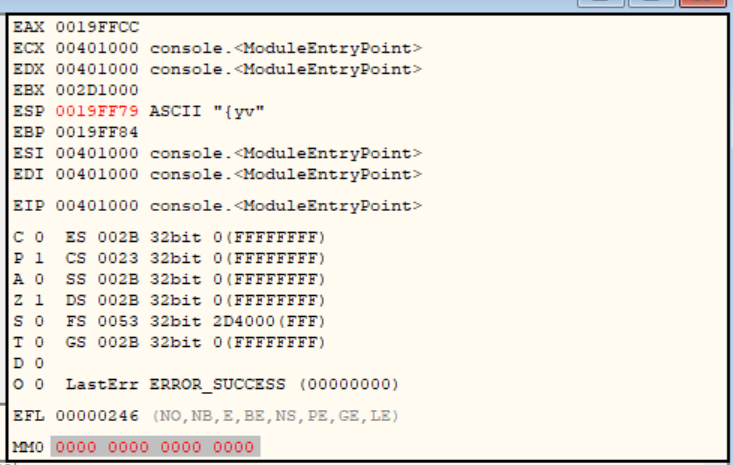 EAX 0019FFCC
ECX 00401000 console.<ModuleEntryPoint>
EDX 00401000 console.<ModuleEntryPoint>
EBX 002D1000
ESP 0019FF79 ASCII "{yv"
EBP 0019FF84
ESI 00401000 console.<ModuleEntryPoint>
EDI 00401000 console.<ModuleEntryPoint>
EIP 00401000 console.<ModuleEntryPoint>
C 0 ES 002B 32bit 0(FFFFFFFF)
P 1 CS 0023 32bit 0(FFFFFFFF)
A 0 SS 002B 32bit 0(FFFFFFFF)
Z 1 DS 002B 32bit 0(FFFFFFFF)
S 0 FS 0053 32bit 2D4000(FFF)
T 0 GS 002B 32bit 0(FFFFFFFF)
D 0
O 0 LastErr ERROR_SUCCESS (00000000)
EFL 00000246 (NO,NB,E,BE,NS,PE,GE,LE)
MM0 0000 0000 0000 0000